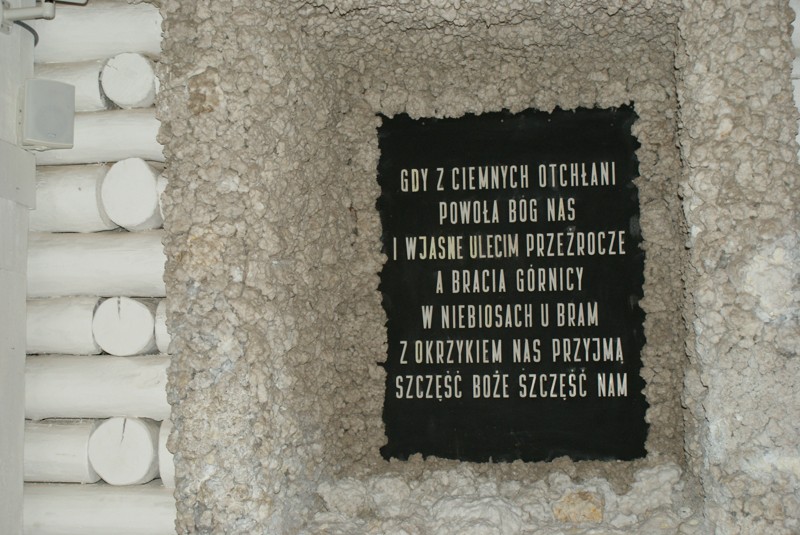 GDY Z CIEMNYCH OTCHŁANI
POWOŁA BÓG NAS
I WJASNE ULECIM PRZEŹROCZE
A BRACIA GÓRNICY
W NIEBIOSACH U BRAM
Z OKRZYKIEM NAS PRZYJMĄ
SZCZĘŚĆ BOŻE SZCZĘŚĆ NAM